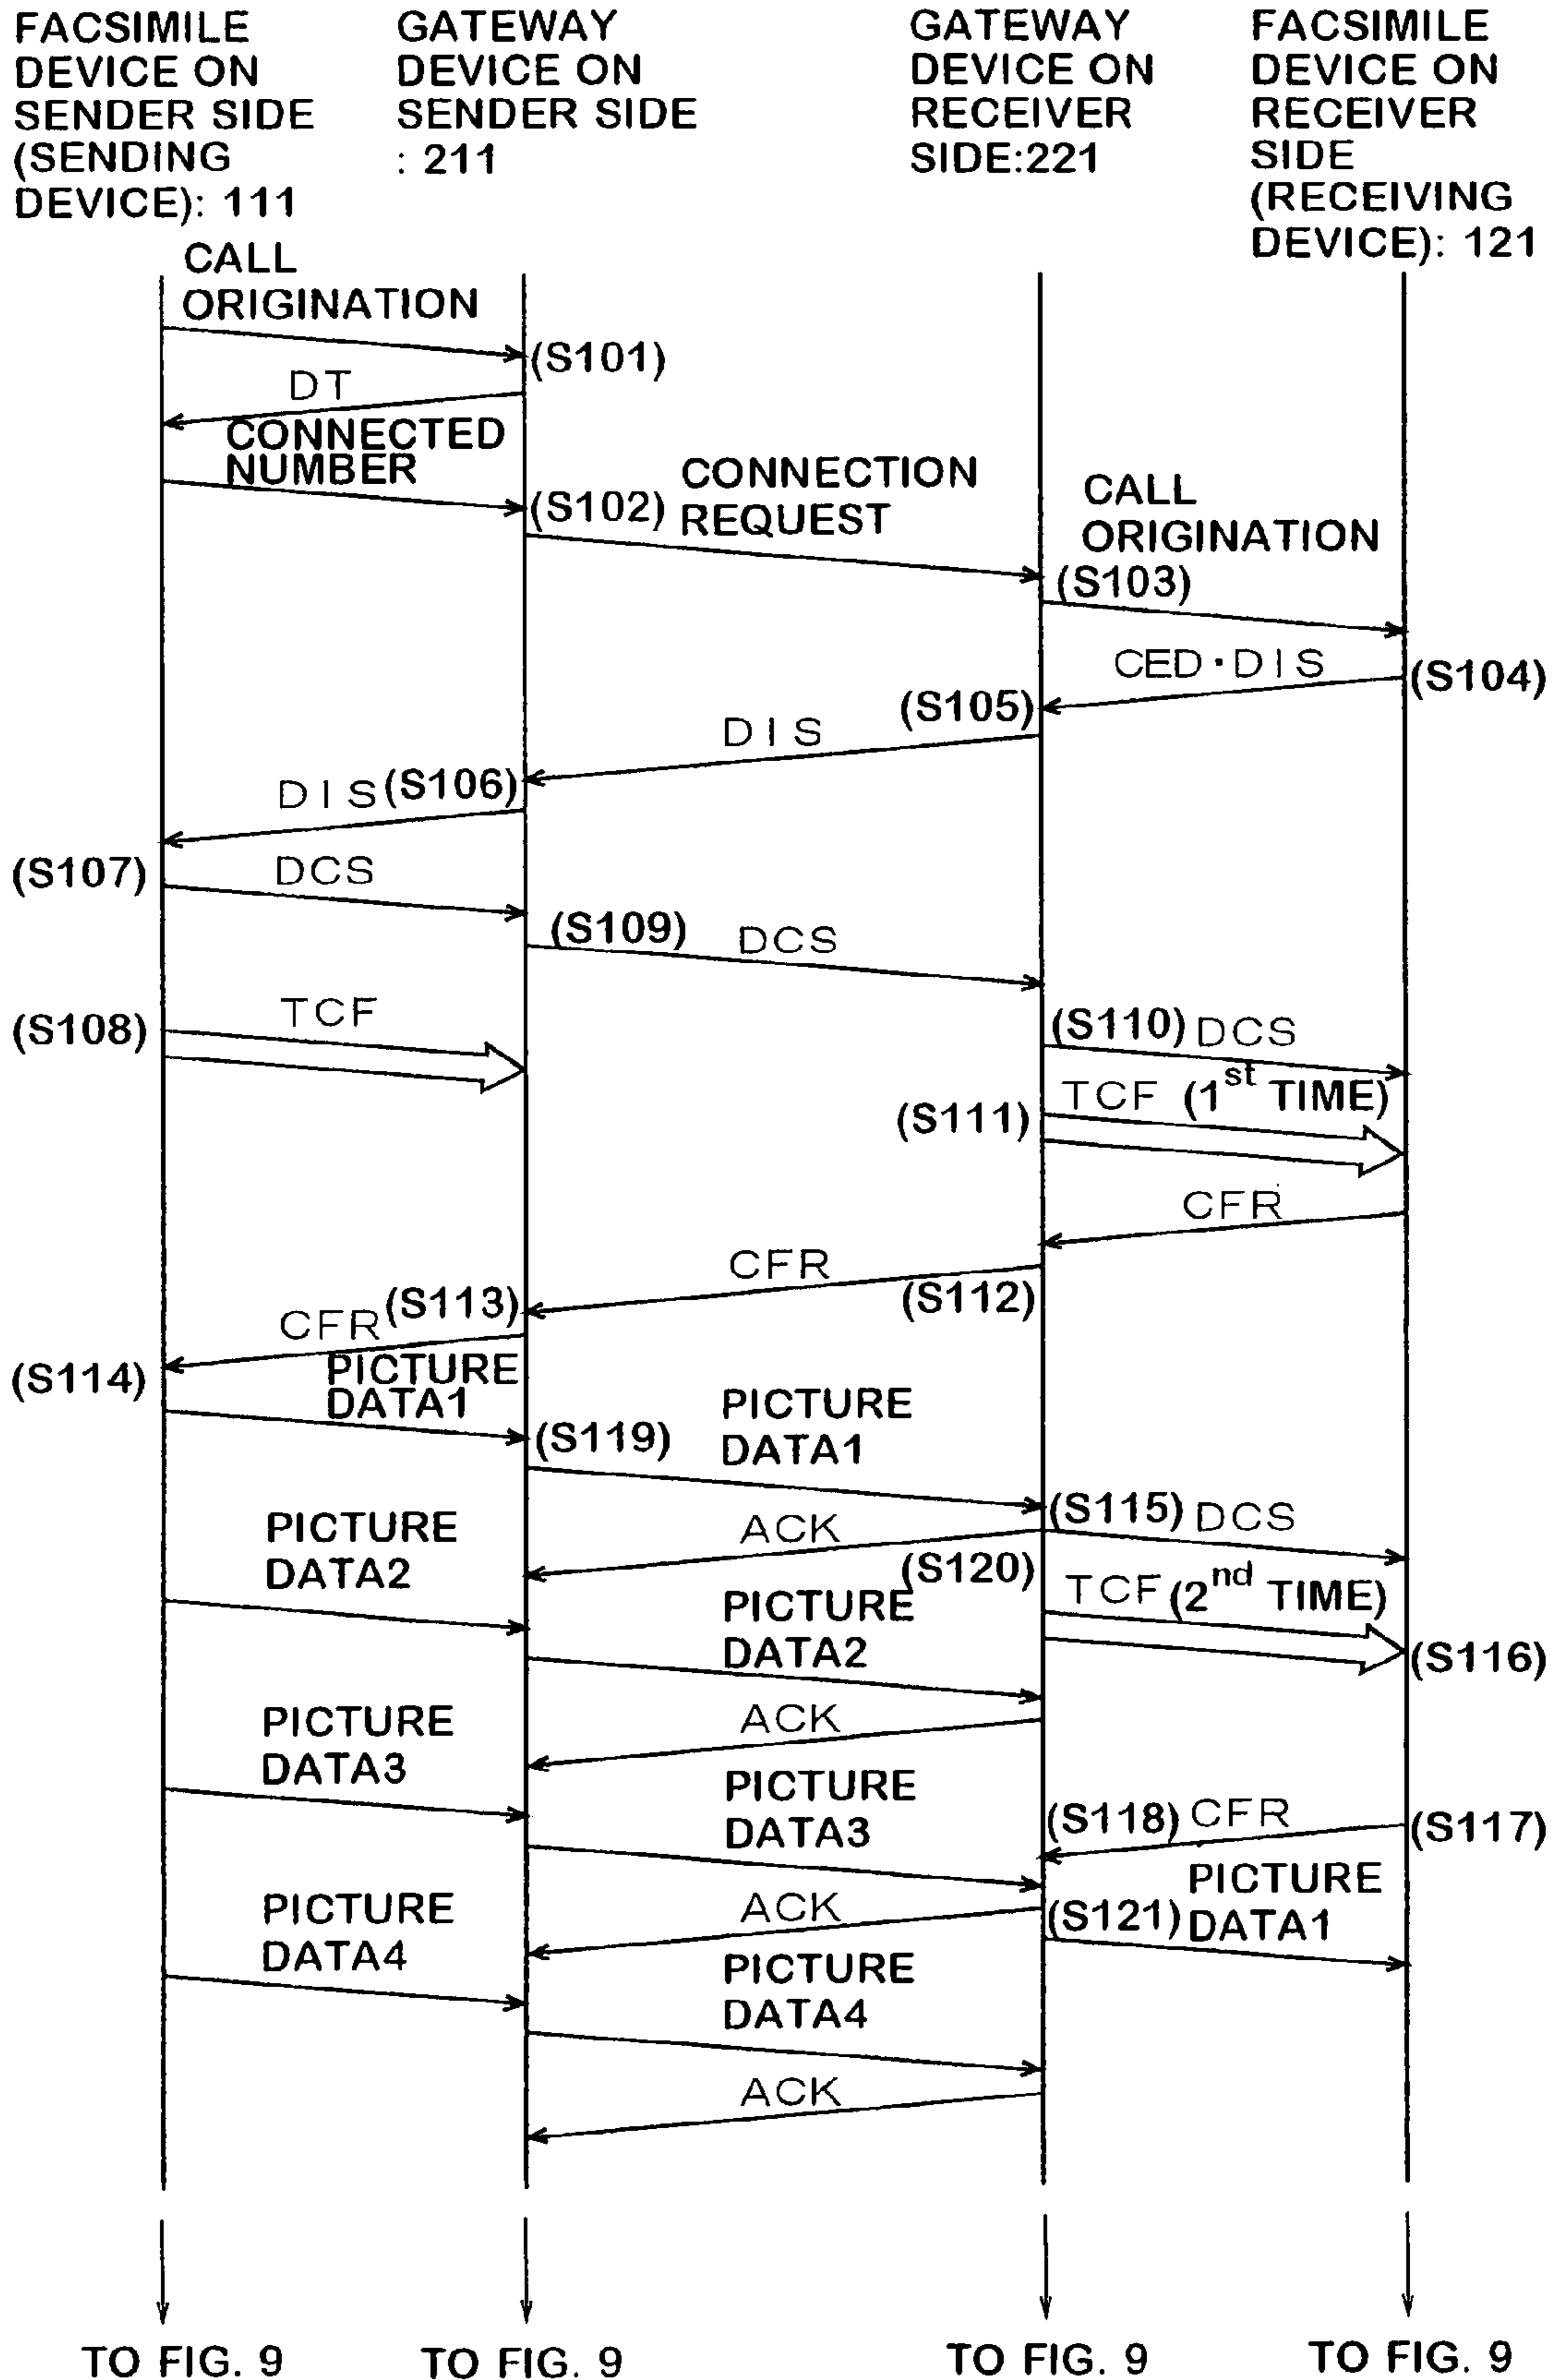 FACSIMILE
DEVICE ON
SENDER SIDE
(SENDING
DEVICE): 111
GATEWAY
DEVICE ON
SENDER SIDE
: 211
GATEWAY
DEVICE ON
RECEIVER
SIDE:221
FACSIMILE
DEVICE ON
RECEIVER
SIDE
(RECEIVING
DEVICE): 121
CALL
ORIGINATION
(S101)
DT
CONNECTED
NUMBER
(S102)
CONNECTION
REQUEST
CALL
ORIGINATION
(S103)
CED・DIS
(S104)
(S105)
DIS
DIS
(S106)
(S107)
DCS
(S109)
DCS
(S108)
TCF
(S110)
DCS
TCF (1st TIME)
(S111)
CFR
CFR
(S112)
(S113)
CFR
(S114)
PICTURE
DATA1
(S119)
PICTURE
DATA1
(S115)
DCS
ACK
(S120)
PICTURE
DATA2
TCF (2nd TIME)
PICTURE
DATA2
(S116)
ACK
PICTURE
DATA3
PICTURE
DATA3
(S118)
CFR
(S117)
ACK
PICTURE
DATA1
(S121)
PICTURE
DATA4
PICTURE
DATA4
ACK
TO FIG. 9
TO FIG. 9
TO FIG. 9
TO FIG. 9